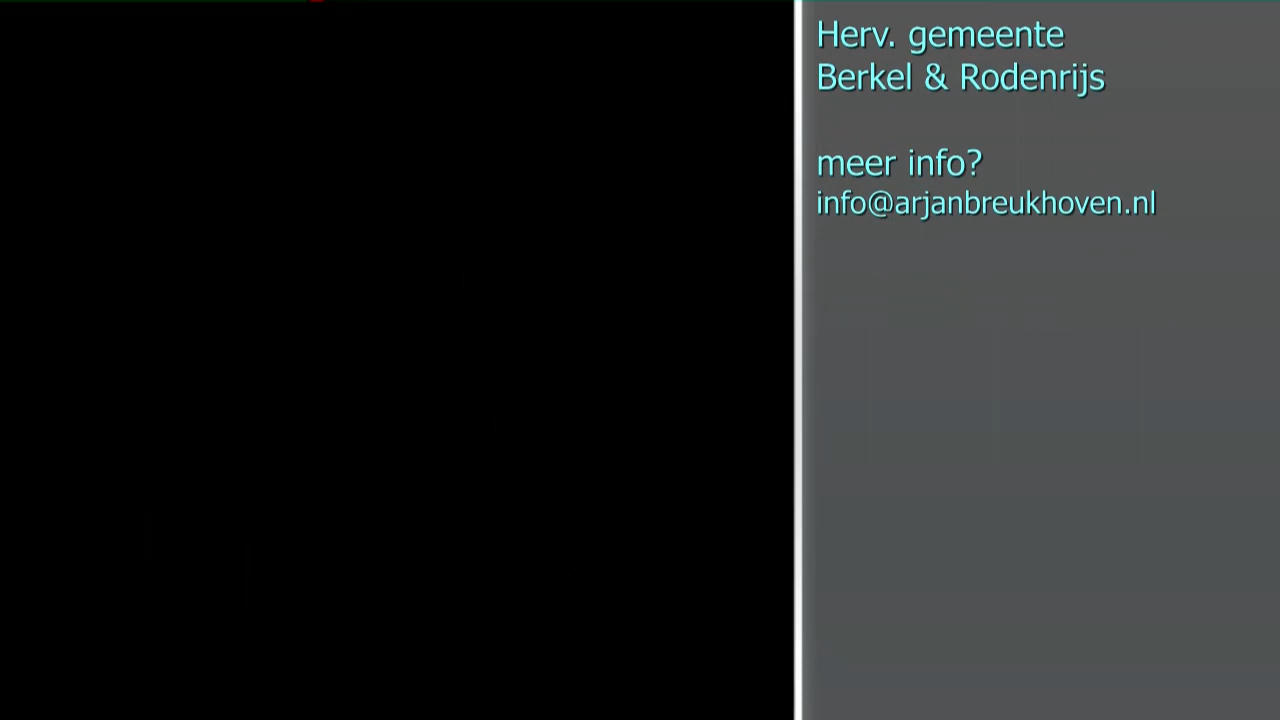 Herv. gemeente
Berkel & Rodenrijs
meer info?
info@arjanbreukhoven.nl